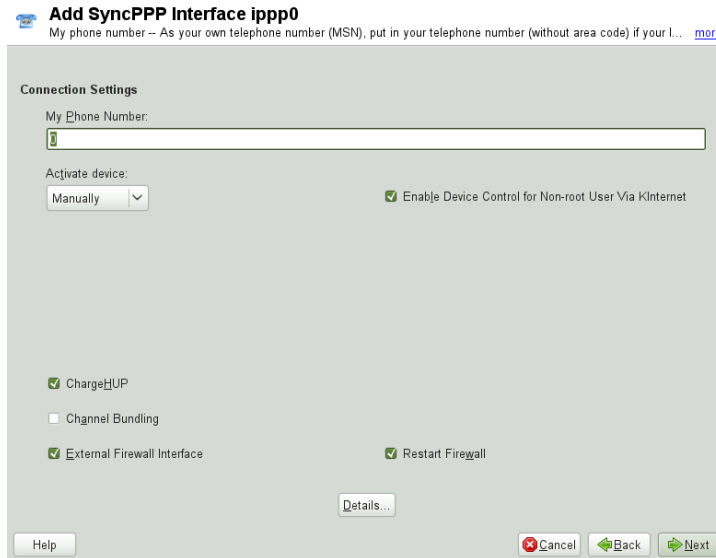 Add SyncPPP Interface ippp0
My phone number -- As your own telephone number (MSN), put in your telephone number (without area code) if your l... mor
Connection Settings
My Phone Number:
0
Activate device:
Manually
Enable Device Control for Non-root User Via KInternet
ChargeHUP
Channel Bundling
External Firewall Interface
Restart Firewall
Details...
Help
Cancel
Back
Next